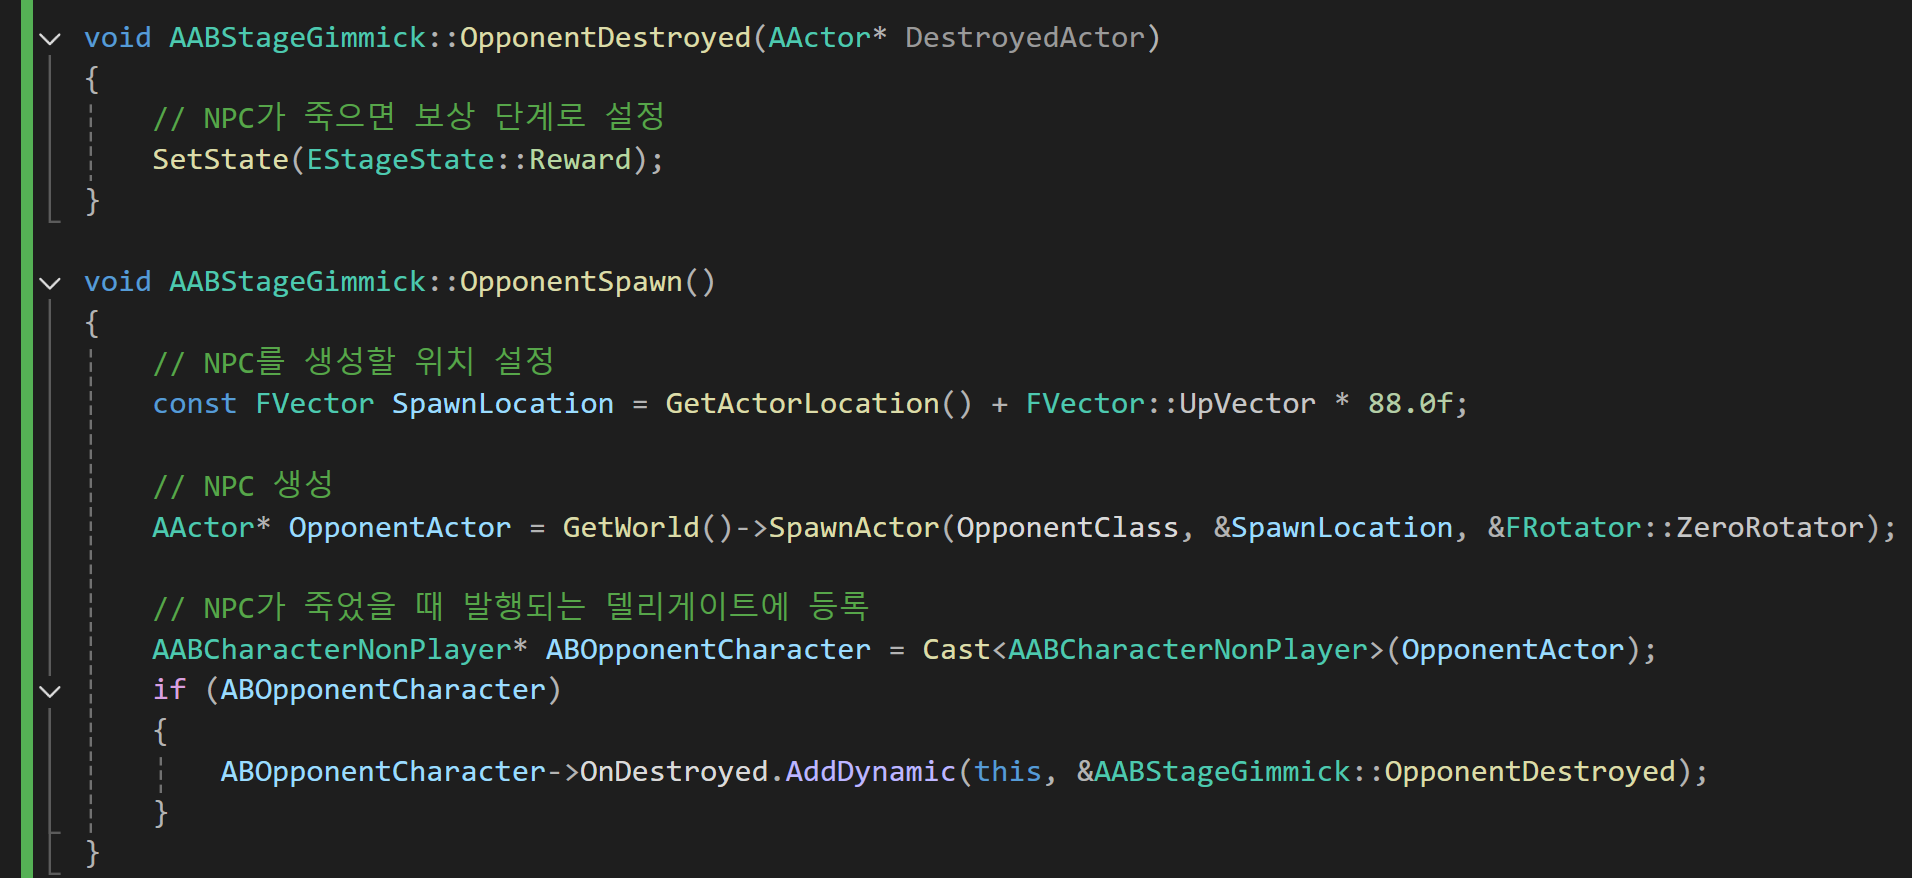 void AABStageGimmick::OpponentDestroyed(AActor* DestroyedActor)
{
// NPC가 죽으면 보상 단계로 설정
SetState(EStageState::Reward);
}
void AABStageGimmick::OpponentSpawn()
{
// NPC를 생성할 위치 설정
const FVector SpawnLocation = GetActorLocation() + FVector::UpVector * 88.0f;
// NPC 생성
AActor* OpponentActor = GetWorld()->SpawnActor(OpponentClass, &SpawnLocation, &FRotator::ZeroRotator);
// NPC가 죽었을 때 발행되는 델리게이트에 등록
AABCharacterNonPlayer* ABOpponentCharacter = Cast<AABCharacterNonPlayer>(OpponentActor);
if (ABOpponentCharacter)
{
ABOpponentCharacter->OnDestroyed.AddDynamic(this, &AABStageGimmick::OpponentDestroyed);
}
}